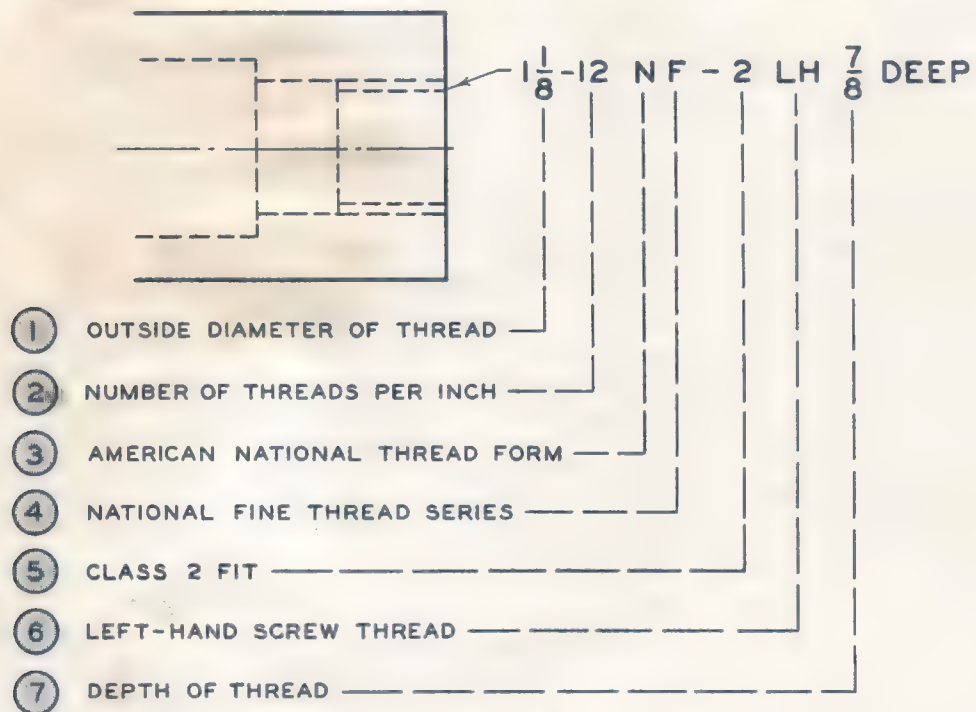 1 1/8-12 NF-2 LH 7/8 DEEP
1 OUTSIDE DIAMETER OF THREAD
2 NUMBER OF THREADS PER INCH
3 AMERICAN NATIONAL THREAD FORM
4 NATIONAL FINE THREAD SERIES
5 CLASS 2 FIT
6 LEFT-HAND SCREW THREAD
7 DEPTH OF THREAD